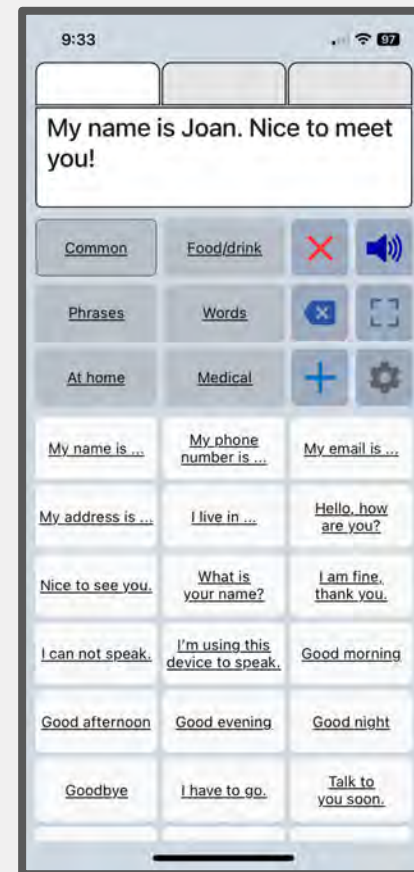 9:33
97
My name is Joan. Nice to meet
you!
Common
Food/drink
Phrases
Words
At home
Medical
My name is ...
My phone
number is ...
My email is ...
My address is ...
I live in ...
Hello, how
are you?
Nice to see you.
What is
your name?
I am fine,
thank you.
I can not speak.
I'm using this
device to speak.
Good morning
Good afternoon
Good evening
Good night
Goodbye
I have to go.
Talk to
you soon.